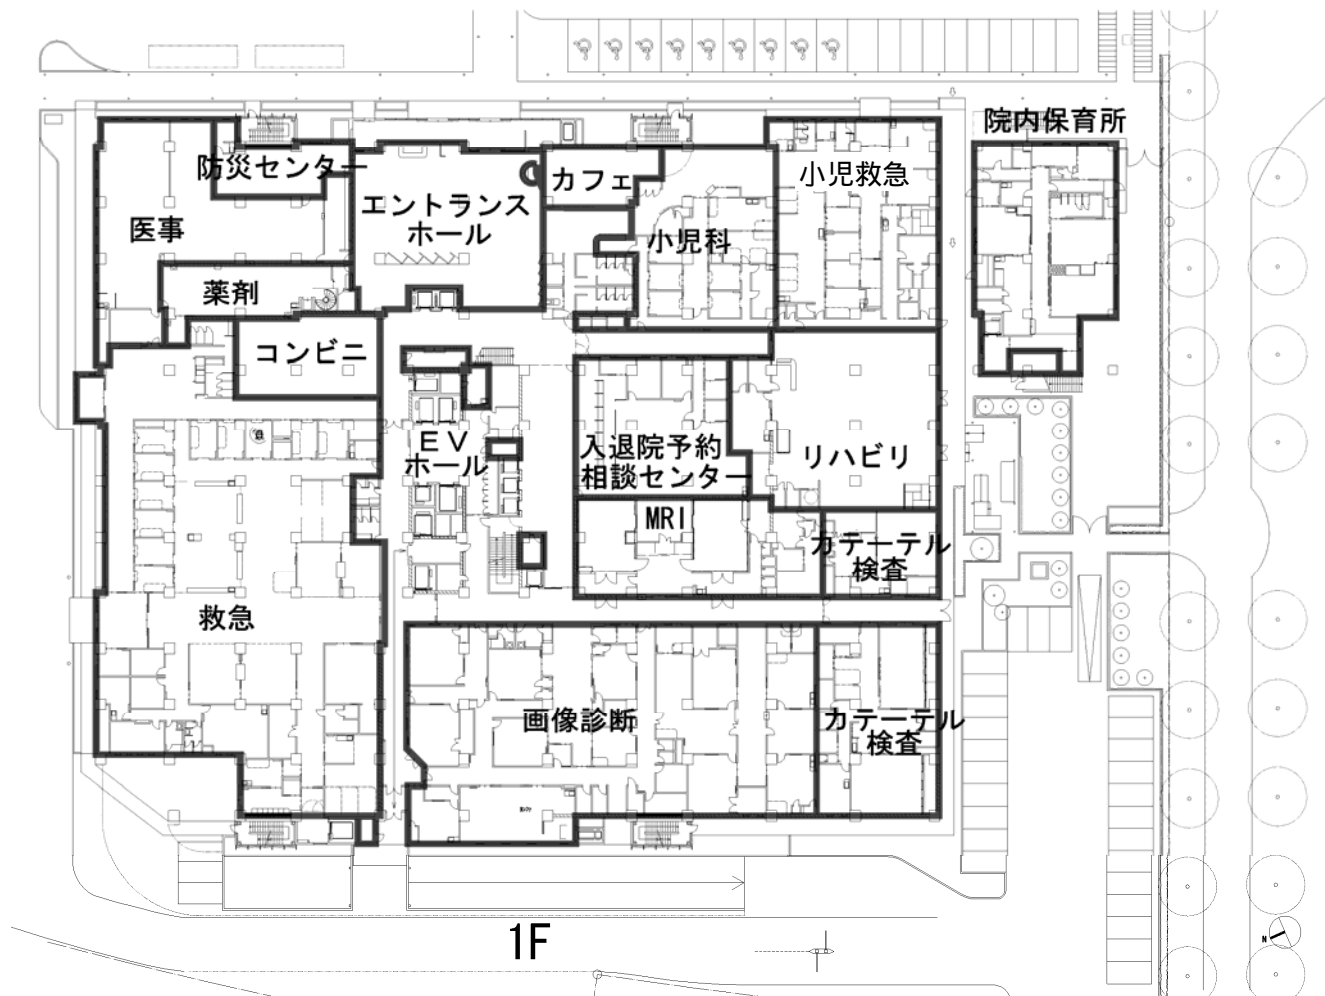 院内保育所
防災センター
小児救急
カフェ
エントランス
ホール
医事
小児科
薬剤
コンビニ
EV
ホール
入退院予約
相談センター
リハビリ
MRI
カテーテル
検査
救急
画像診断
カテーテル
検査
1F
N